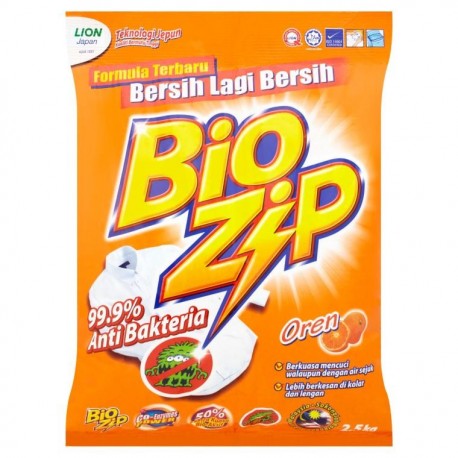 LION
Japan
Teknologi Jepun
Formula Terbaru
Bersih Lagi Bersih
BiO
ZiP
99.9%
Anti Bakteria
Oren
Berkuasa mencuci
walaupun dengan air sejuk
Lebih berkesan di kolar
dan lengan
BiO
ZiP
50%
2.5kg